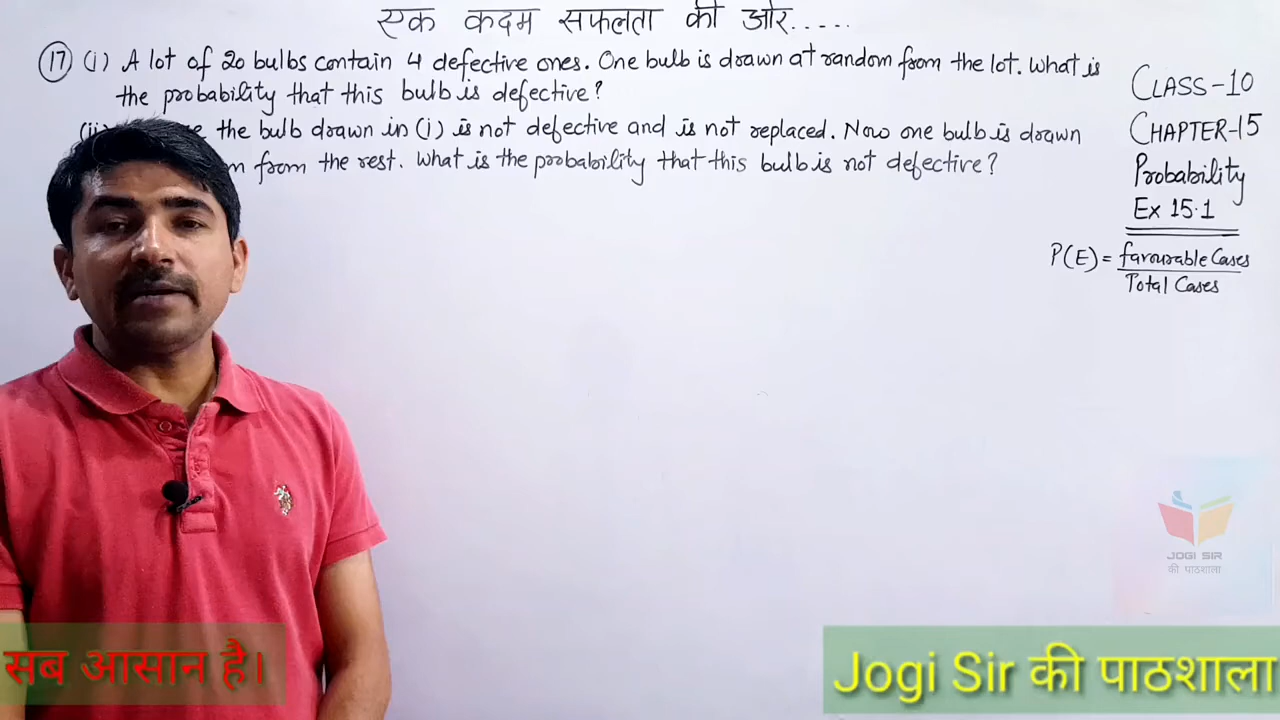 एक कदम सफलता की ओर.....
(17) (i) A lot of 20 bulbs contain 4 defective ones. One bulb is drawn at random from the lot. What is
the probability that this bulb is defective?
(ii) the bulb drawn in (i) is not defective and is not replaced. Now one bulb is drawn
from the rest. What is the probability that this bulb is not defective?
CLASS-10
CHAPTER-15
Probability
Ex 15.1
P(E) = favourable Cases
Total Cases
JOGI SIR
की पाठशाला
सब आसान है।
Jogi Sir की पाठशाला